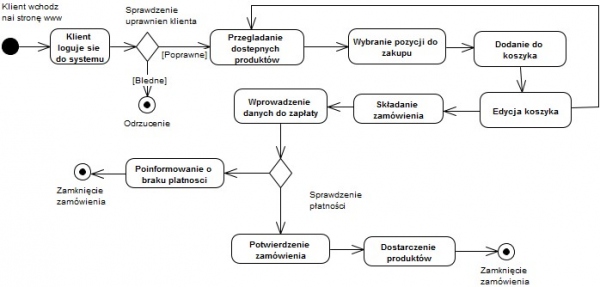 Klient wchodz
nai stronę www
Klient
loguje sie
do systemu
Sprawdzenie
uprawnien klienta
[Poprawne]
[Bledne]
Odrzucenie
Przegladanie
dostepnych
produktów
Wybranie pozycji do
zakupu
Dodanie do
koszyka
Edycja koszyka
Składanie
zamówienia
Wprowadzenie
danych do zapłaty
Poinformowanie o
braku platnosci
Zamknięcie
zamówienia
Sprawdzenie
płatności
Potwierdzenie
zamówienia
Dostarczenie
produktów
Zamknięcie
zamówienia